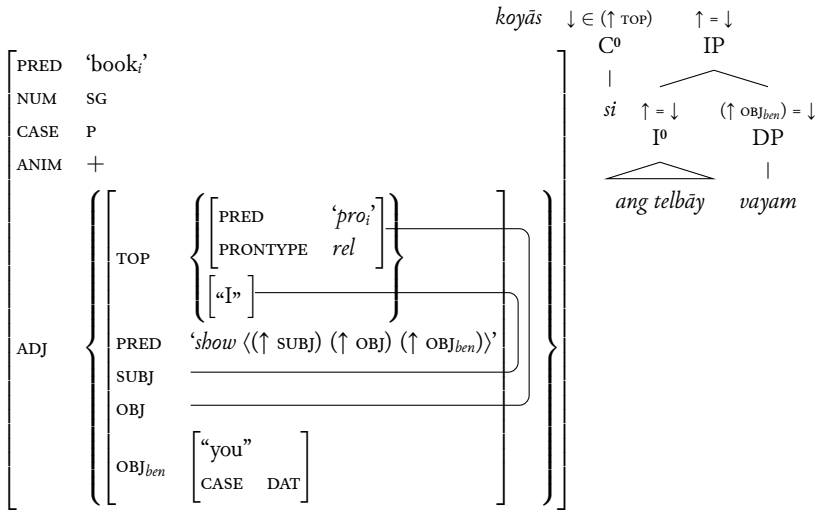 koyās ↓ ∈ (↑ TOP) ↑ = ↓
C⁰ IP
PRED ‘bookᵢ’
NUM SG
si ↑ = ↓ (↑ OBJ_ben) = ↓
CASE P
I⁰ DP
ANIM +
ang telbāy vayam
PRED ‘proᵢ’
PRONTYPE rel
TOP
“I”
PRED ‘show ⟨(↑ SUBJ) (↑ OBJ) (↑ OBJ_ben)⟩’
ADJ
SUBJ
OBJ
“you”
OBJ_ben
CASE DAT